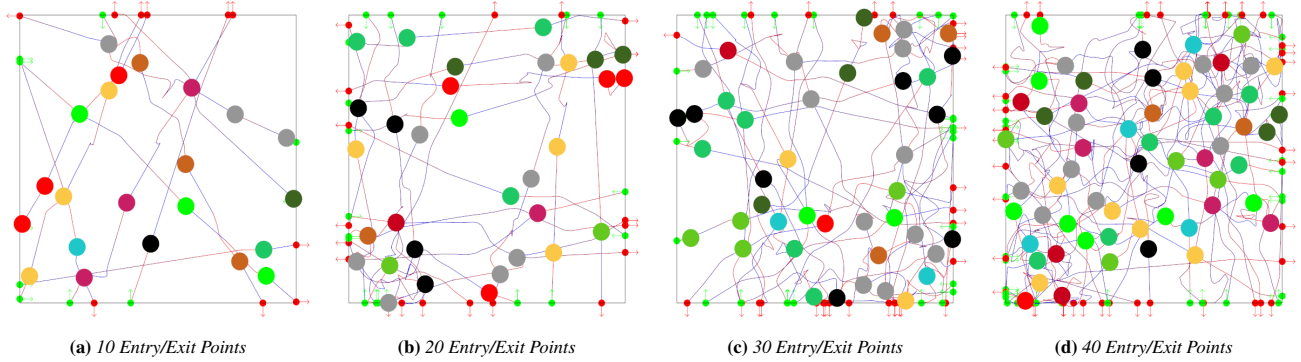 (a) 10 Entry/Exit Points
(b) 20 Entry/Exit Points
(c) 30 Entry/Exit Points
(d) 40 Entry/Exit Points